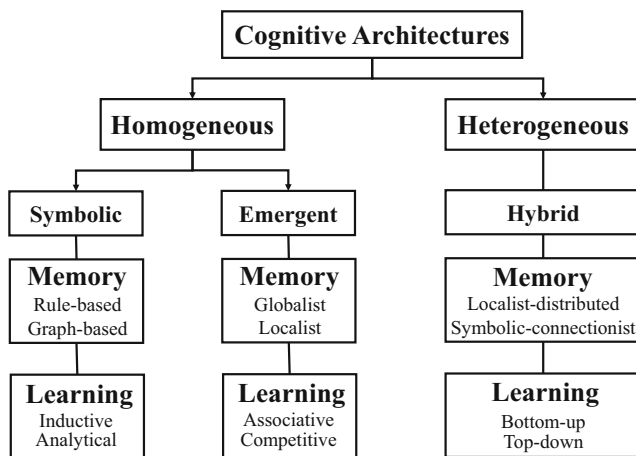 Cognitive Architectures
Homogeneous
Heterogeneous
Symbolic
Emergent
Hybrid
Memory
Rule-based
Graph-based
Memory
Globalist
Localist
Memory
Localist-distributed
Symbolic-connectionist
Learning
Inductive
Analytical
Learning
Associative
Competitive
Learning
Bottom-up
Top-down